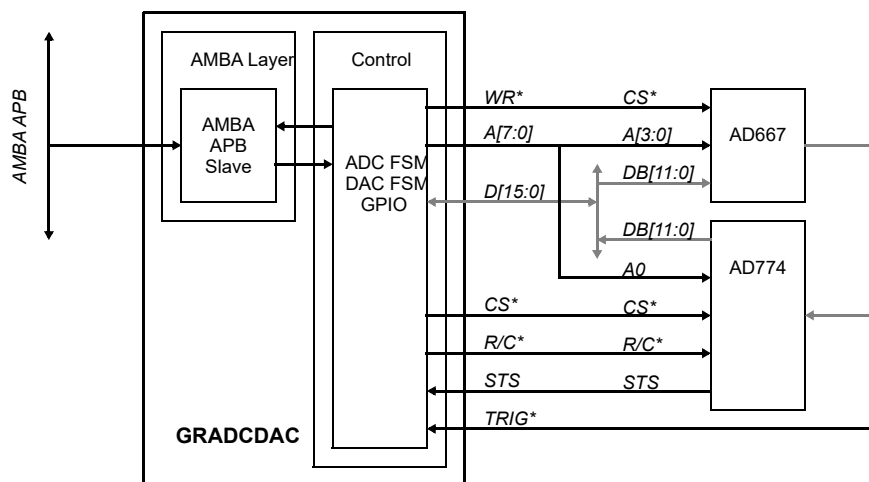 AMBA APB
AMBA Layer
Control
AMBA
APB
Slave
ADC FSM
DAC FSM
GPIO
GRADCDAC
WR*
CS*
A[7:0]
A[3:0]
D[15:0]
DB[11:0]
DB[11:0]
A0
CS*
CS*
R/C*
R/C*
STS
STS
TRIG*
AD667
AD774